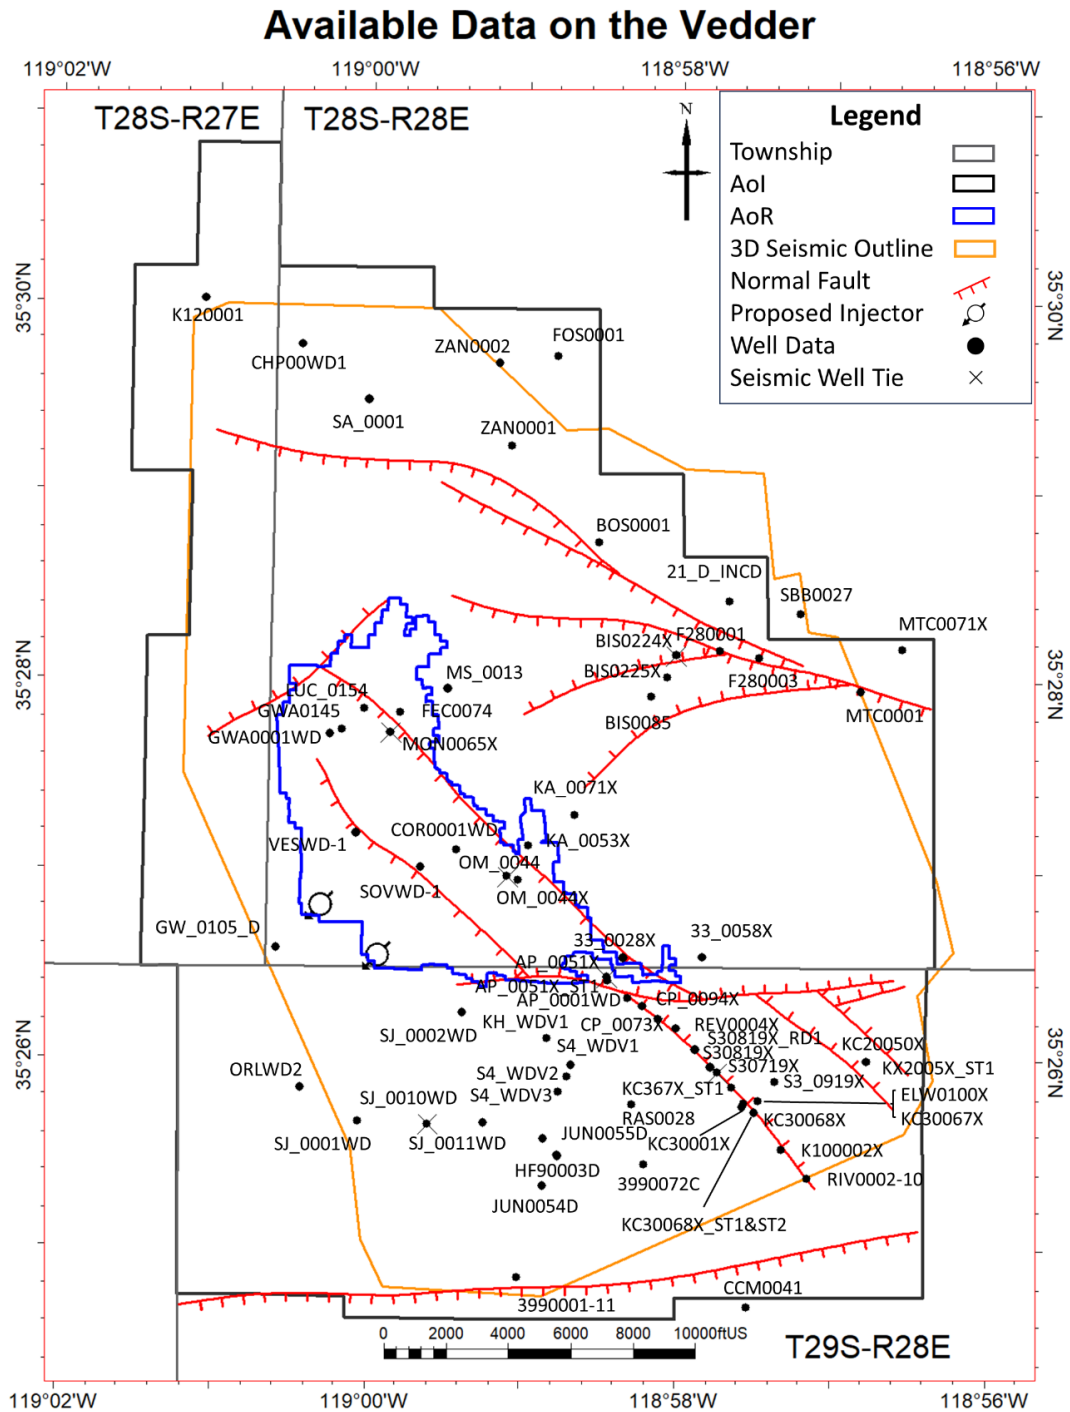 Available Data on the Vedder
119°02'W
119°00'W
118°58'W
118°56'W
T28S-R27E
T28S-R28E
N
Legend
Township
AoI
AoR
3D Seismic Outline
Normal Fault
Proposed Injector
Well Data
Seismic Well Tie
35°30'N
35°30'N
K120001
CHP00WD1
ZAN0002
FOS0001
SA_0001
ZAN0001
BOS0001
21_D_INCD
SBB0027
MTC0071X
BIS0224X
F280001
35°28'N
35°28'N
MS_0013
BIS0225X
F280003
EUC_0154
GWA0145
FEC0074
BIS0085
MTC0001
GWA0001WD
MON0065X
KA_0071X
VESWD-1
COR0001WD
KA_0053X
OM_0044
SOVWD-1
OM_0044X
GW_0105_D
33_0028X
33_0058X
AP_0051X
AP_0051X_ST1
AP_0001WD
CP_0094X
SJ_0002WD
KH_WDV1
CP_0073X
REV0004X
S30819X_RD1
35°26'N
35°26'N
S4_WDV1
S30819X
KC20050X
ORLWD2
S4_WDV2
S30719X
KX2005X_ST1
S4_WDV3
KC367X_ST1
S3_0919X
ELW0100X
SJ_0010WD
RAS0028
KC30068X
KC30067X
SJ_0001WD
SJ_0011WD
JUN0055D
KC30001X
K100002X
HF90003D
3990072C
RIV0002-10
JUN0054D
KC30068X_ST1&ST2
CCM0041
3990001-11
0 2000 4000 6000 8000 10000ftUS
T29S-R28E
119°02'W
119°00'W
118°58'W
118°56'W